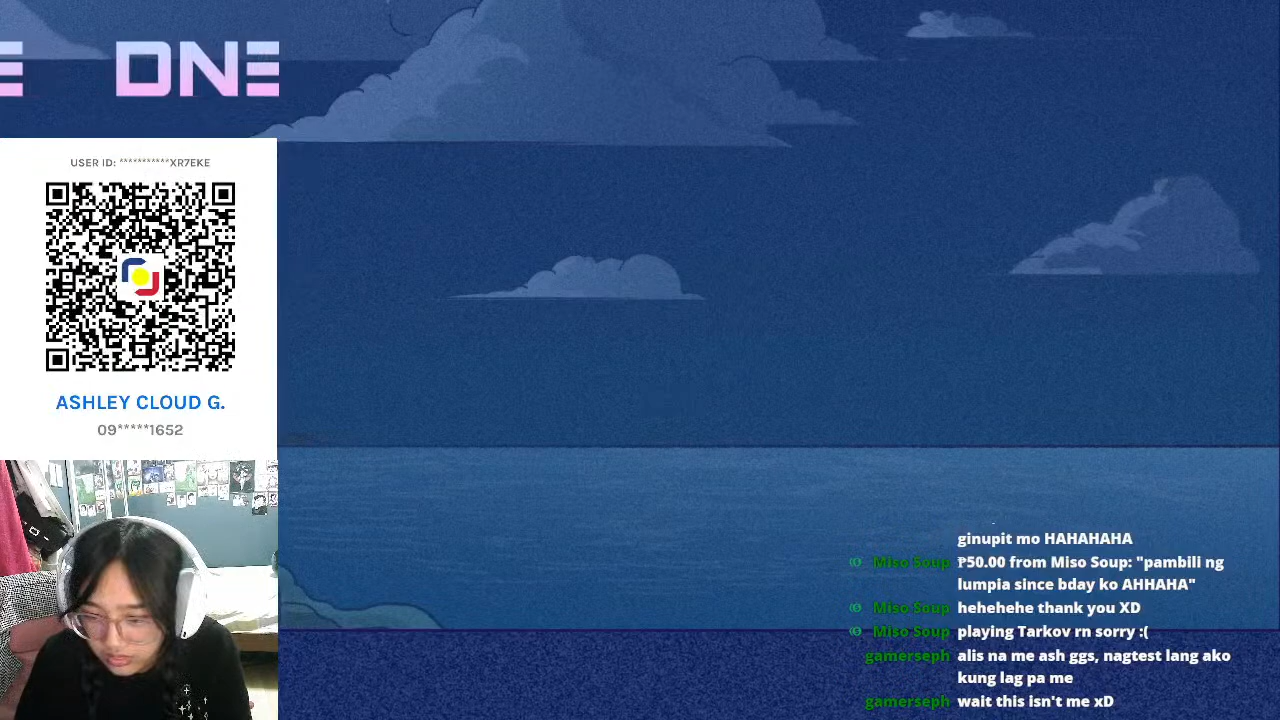 E DNE
USER ID: ***********XR7EKE
ASHLEY CLOUD G.
09*****1652
ginupit mo HAHAHAHA
Miso Soup ₱50.00 from Miso Soup: "pambili ng
lumpia since bday ko AHHAHA"
Miso Soup hehehehe thank you XD
Miso Soup playing Tarkov rn sorry :(
gamerseph alis na me ash ggs, nagtest lang ako
kung lag pa me
gamerseph wait this isn't me xD